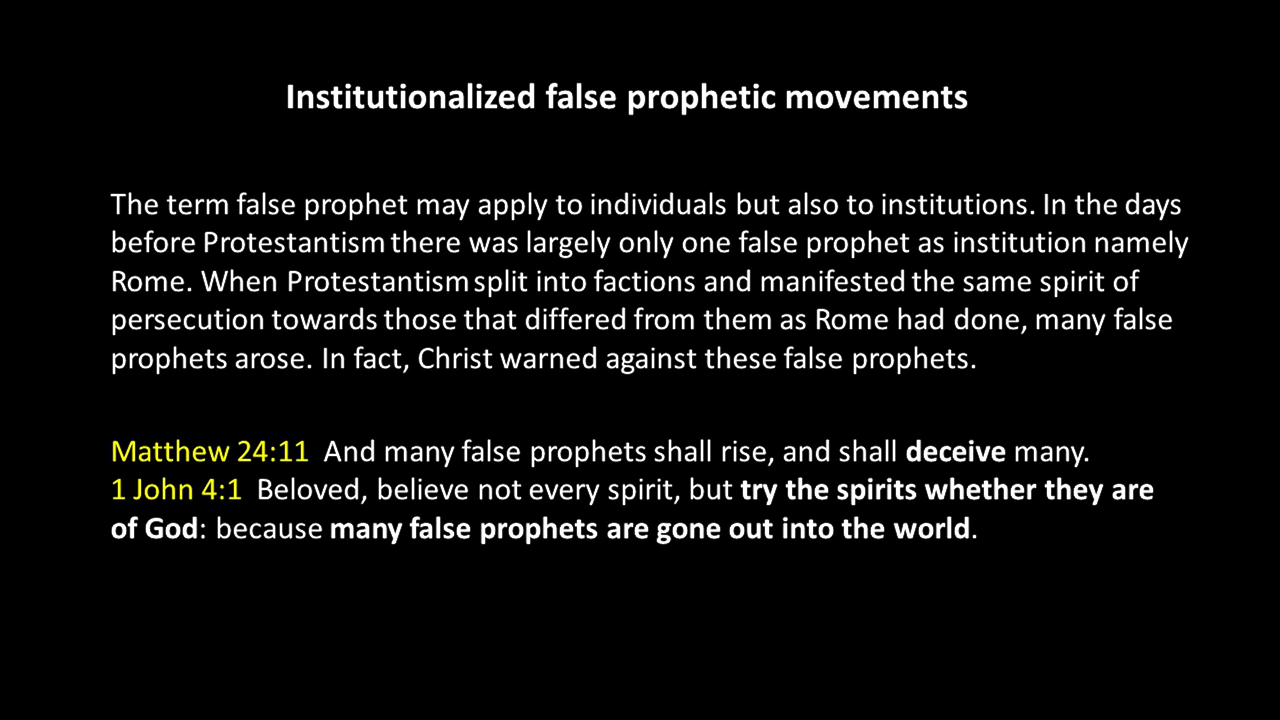 Institutionalized false prophetic movements
The term false prophet may apply to individuals but also to institutions. In the days
before Protestantism there was largely only one false prophet as institution namely
Rome. When Protestantism split into factions and manifested the same spirit of
persecution towards those that differed from them as Rome had done, many false
prophets arose. In fact, Christ warned against these false prophets.
Matthew 24:11 And many false prophets shall rise, and shall deceive many.
1 John 4:1 Beloved, believe not every spirit, but try the spirits whether they are
of God: because many false prophets are gone out into the world.